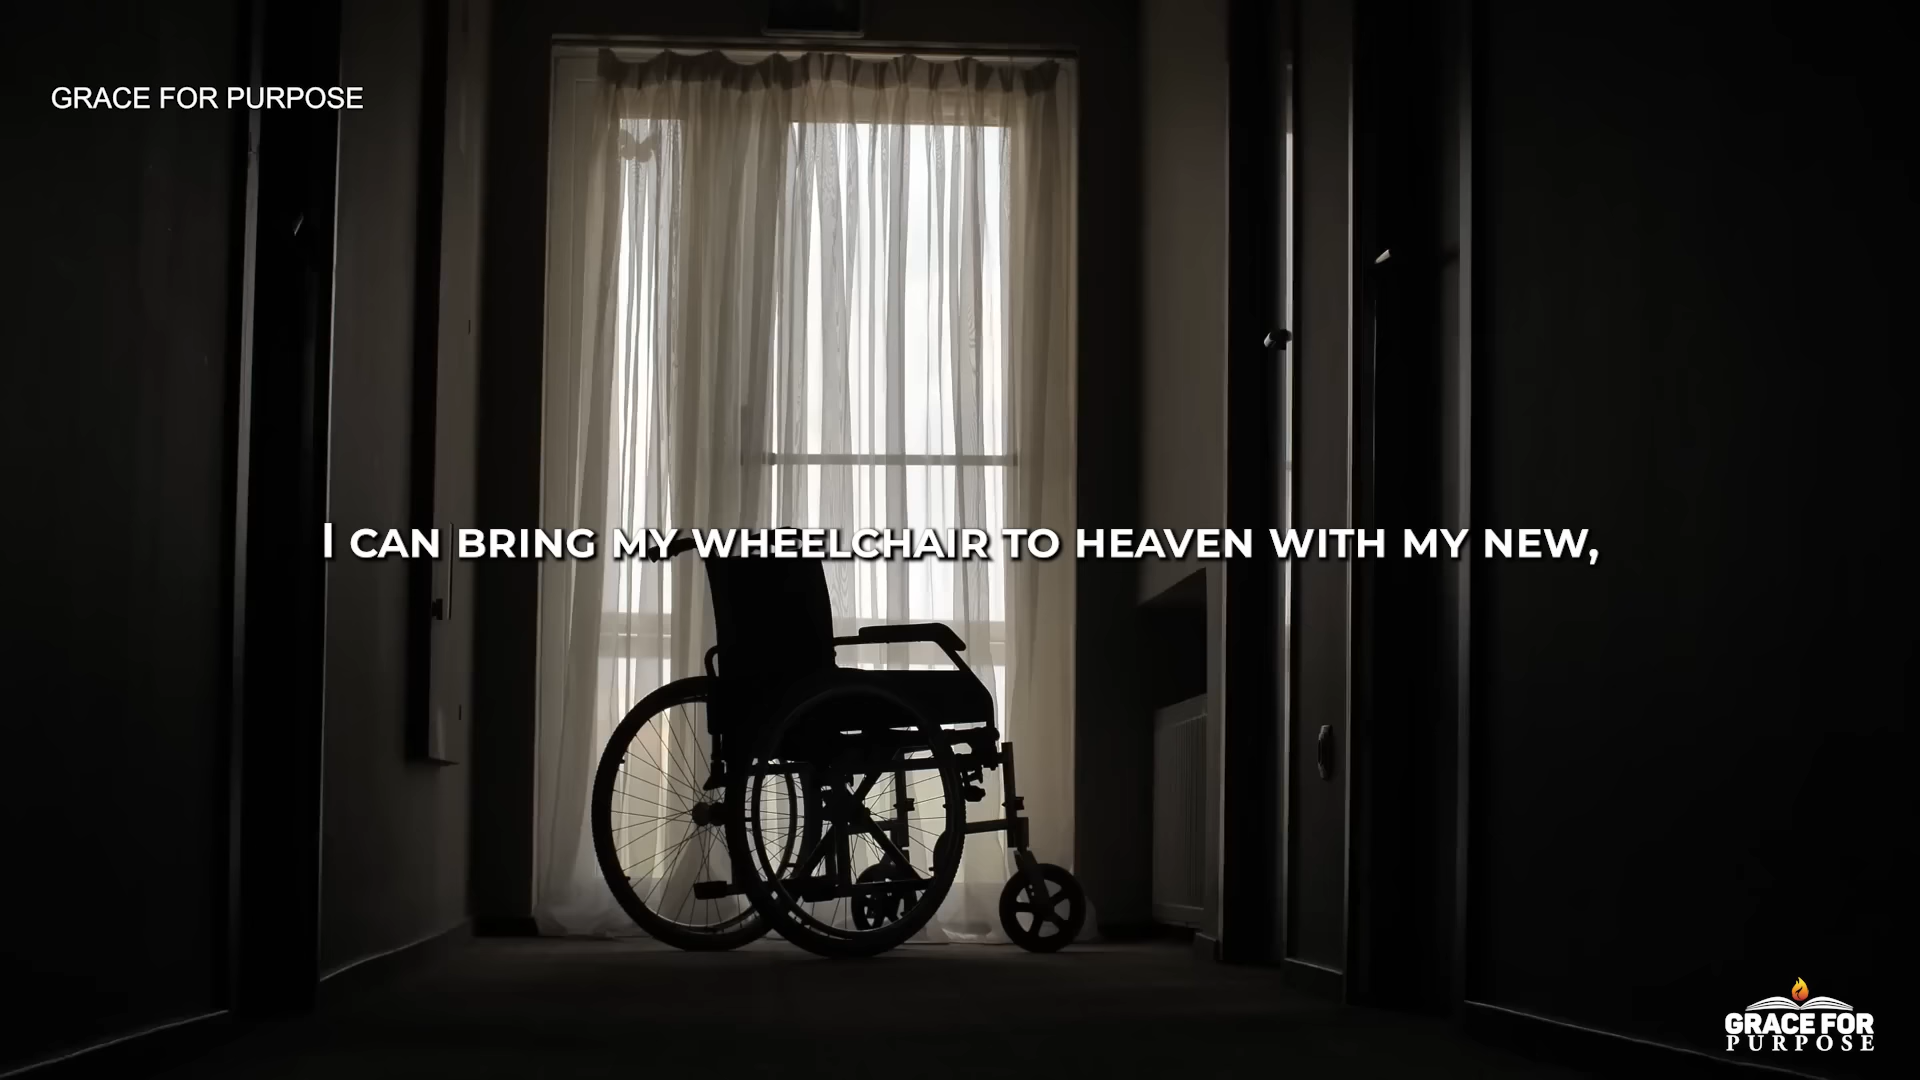 GRACE FOR PURPOSE
I CAN BRING MY WHEELCHAIR TO HEAVEN WITH MY NEW,
GRACE FOR
PURPOSE